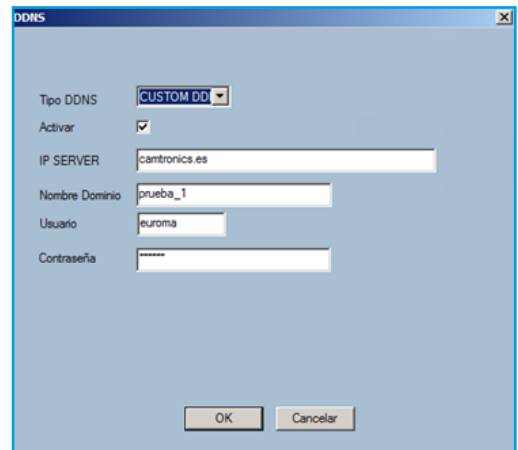 DDNS
Tipo DDNS CUSTOM DD
Activar
IP SERVER camtronics.es
Nombre Dominio prueba_1
Usuario euroma
Contraseña ******
OK Cancelar